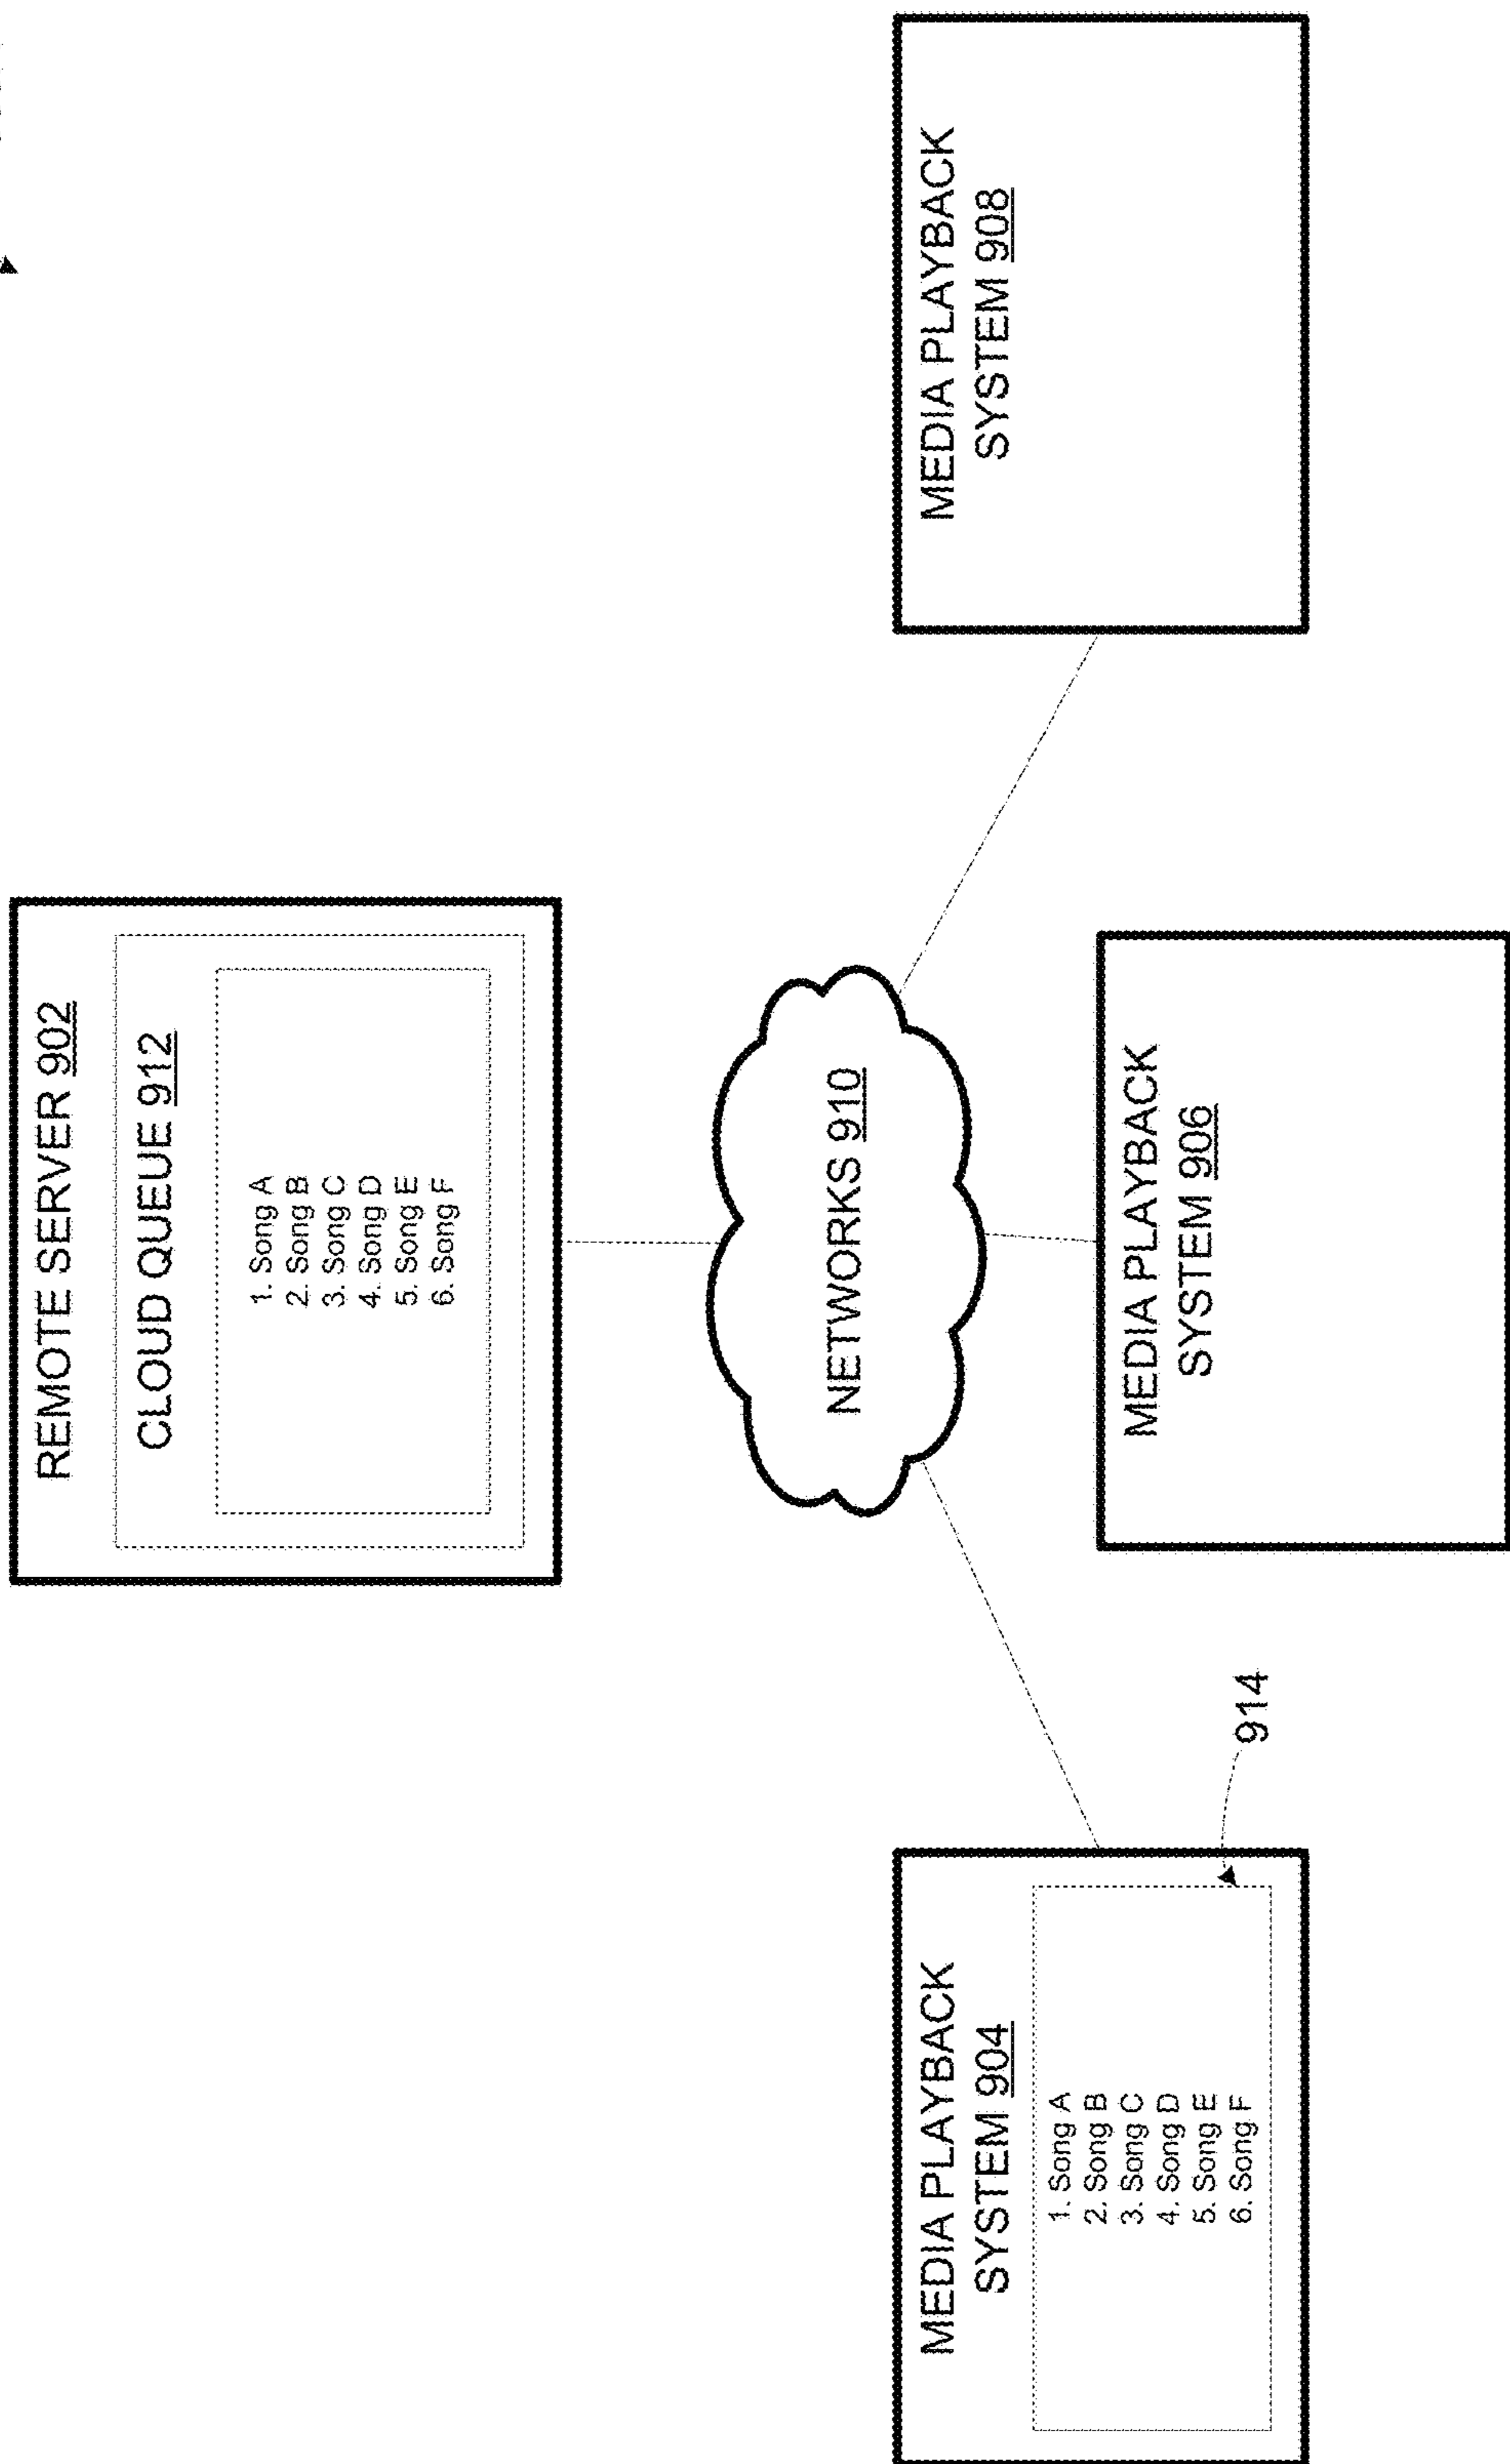 REMOTE SERVER 902
CLOUD QUEUE 912
1. Song A
2. Song B
3. Song C
4. Song D
5. Song E
6. Song F
NETWORKS 910
MEDIA PLAYBACK
SYSTEM 904
1. Song A
2. Song B
3. Song C
4. Song D
5. Song E
6. Song F
914
MEDIA PLAYBACK
SYSTEM 906
MEDIA PLAYBACK
SYSTEM 908